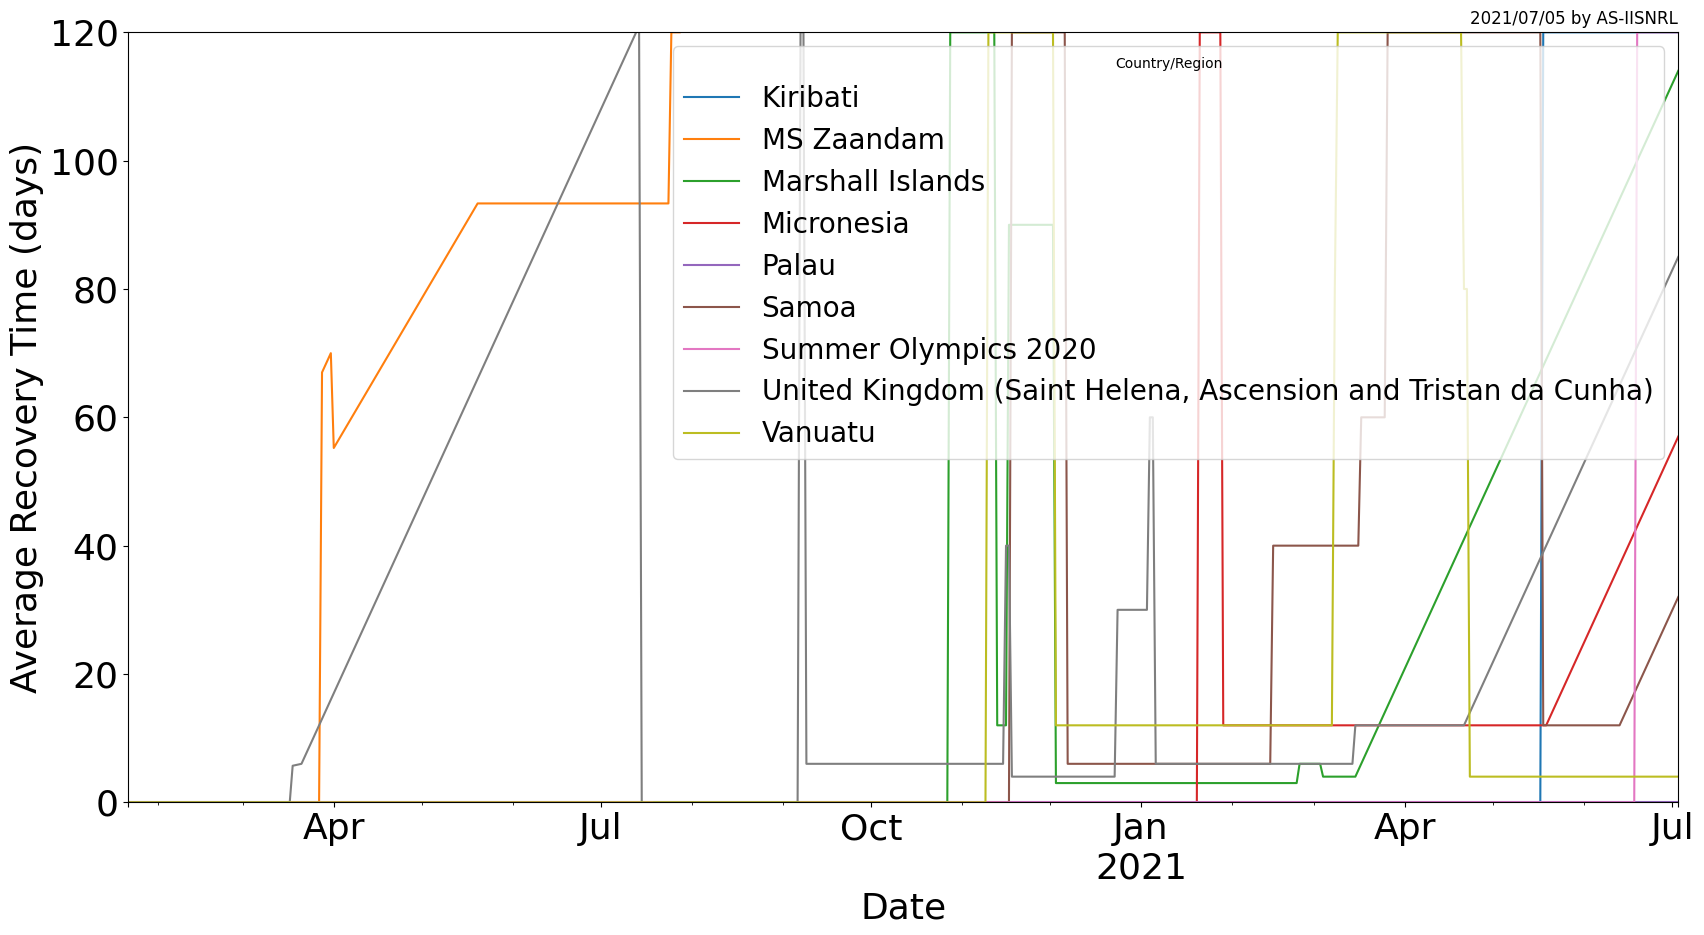 2021/07/05 by AS-IISNRL
Average Recovery Time (days)
120
100
80
60
40
20
0
Country/Region
Kiribati
MS Zaandam
Marshall Islands
Micronesia
Palau
Samoa
Summer Olympics 2020
United Kingdom (Saint Helena, Ascension and Tristan da Cunha)
Vanuatu
Apr
Jul
Oct
Jan
2021
Apr
Jul
Date